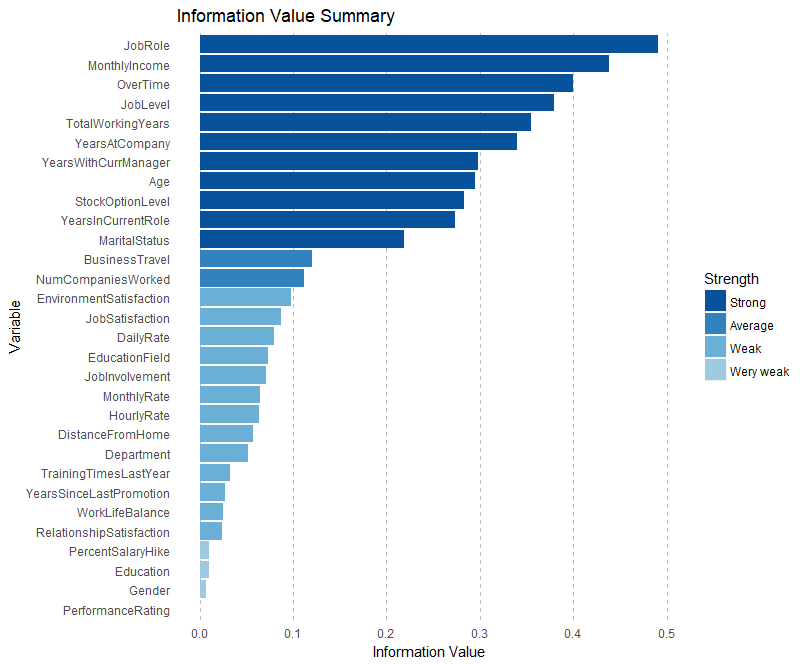 Information Value Summary
JobRole
MonthlyIncome
OverTime
JobLevel
TotalWorkingYears
YearsAtCompany
YearsWithCurrManager
Age
StockOptionLevel
YearsInCurrentRole
MaritalStatus
BusinessTravel
NumCompaniesWorked
EnvironmentSatisfaction
JobSatisfaction
DailyRate
EducationField
JobInvolvement
MonthlyRate
HourlyRate
DistanceFromHome
Department
TrainingTimesLastYear
YearsSinceLastPromotion
WorkLifeBalance
RelationshipSatisfaction
PercentSalaryHike
Education
Gender
PerformanceRating
Variable
0.0 0.1 0.2 0.3 0.4 0.5
Information Value
Strength
Strong
Average
Weak
Wery weak